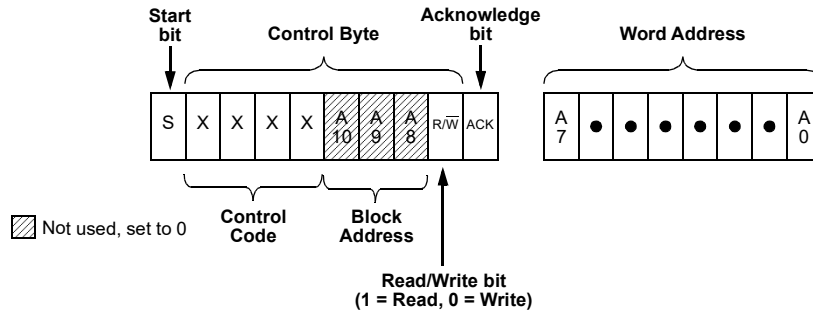 Start
bit
Control Byte
Acknowledge
bit
Word Address
S X X X X A
10 A
9 A
8 R/W̅ ACK
A
7 ● ● ● ● ● ● A
0
Control
Code
Block
Address
Not used, set to 0
Read/Write bit
(1 = Read, 0 = Write)